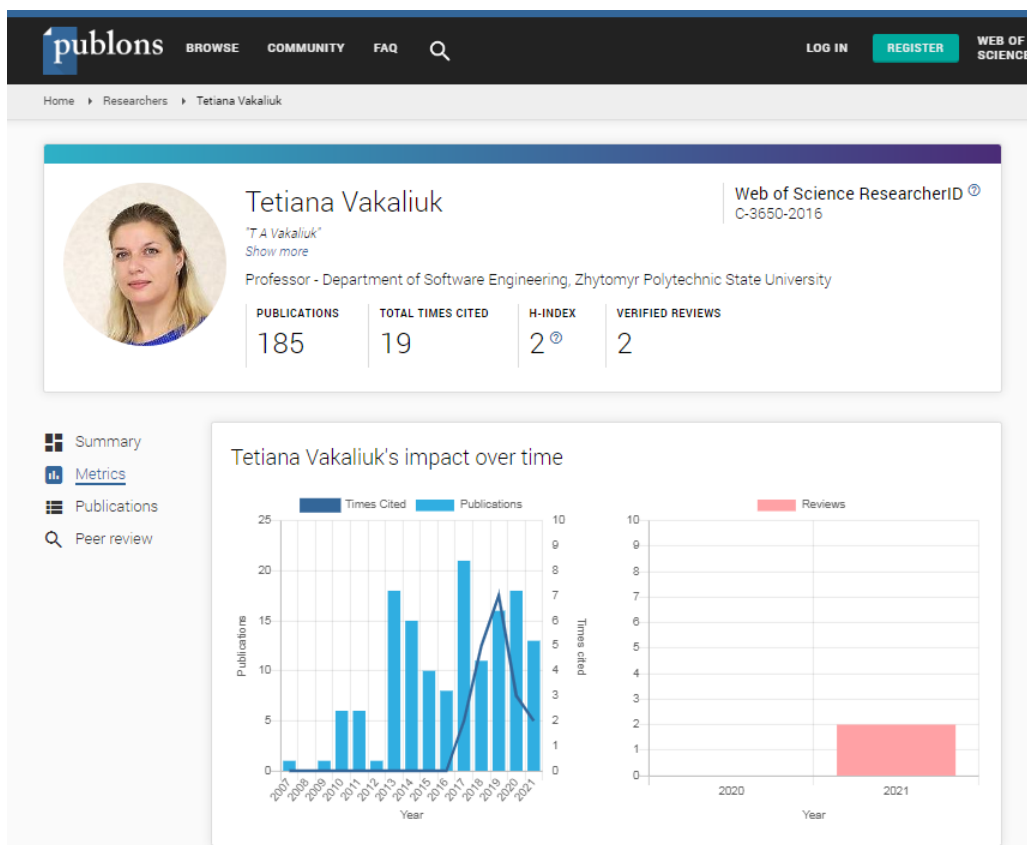 publons BROWSE COMMUNITY FAQ LOG IN REGISTER WEB OF SCIENCE
Home Researchers Tetiana Vakaliuk
Tetiana Vakaliuk
"T A Vakaliuk"
Show more
Professor - Department of Software Engineering, Zhytomyr Polytechnic State University
Web of Science ResearcherID ?
C-3650-2016
PUBLICATIONS TOTAL TIMES CITED H-INDEX VERIFIED REVIEWS
185 19 2 ? 2
Summary
Metrics
Publications
Peer review
Tetiana Vakaliuk's impact over time
Times Cited Publications
25
20
15
10
5
0
Publications
10
9
8
7
6
5
4
3
2
1
0
Times cited
2007 2008 2009 2010 2011 2012 2013 2014 2015 2016 2017 2018 2019 2020 2021
Year
Reviews
10
9
8
7
6
5
4
3
2
1
0
2020 2021
Year